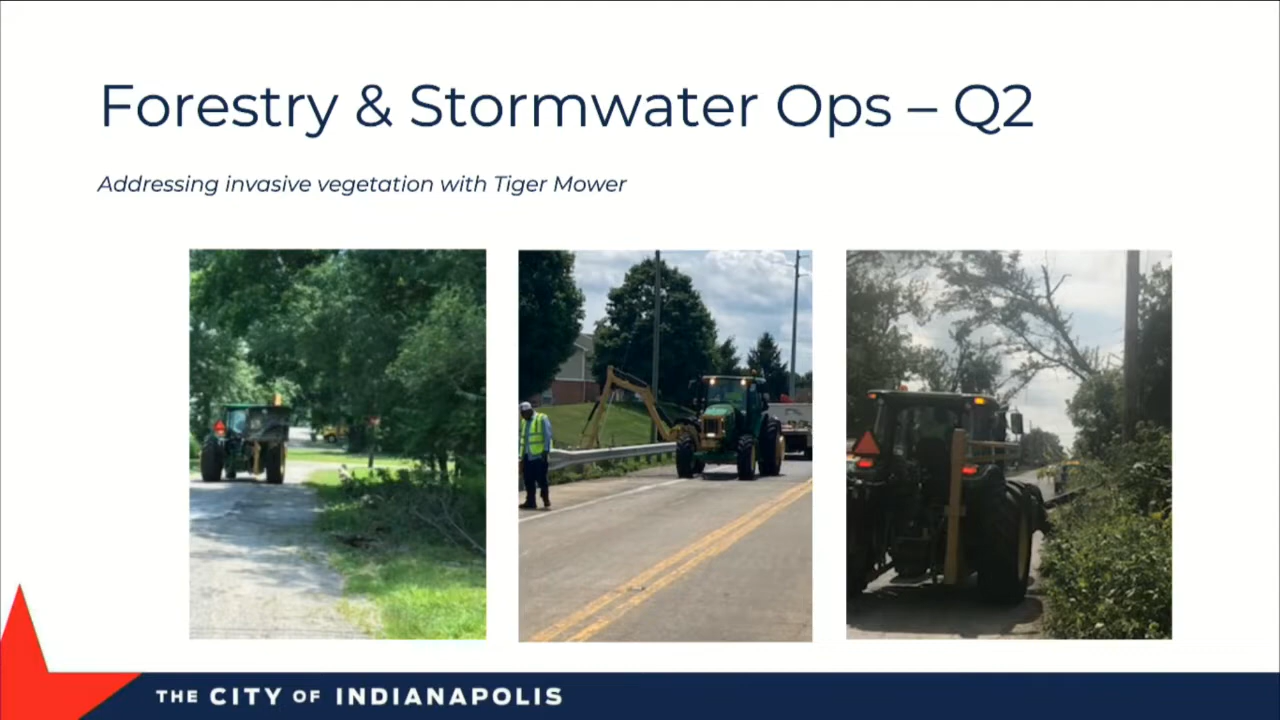 Forestry & Stormwater Ops – Q2
Addressing invasive vegetation with Tiger Mower
THE CITY OF INDIANAPOLIS